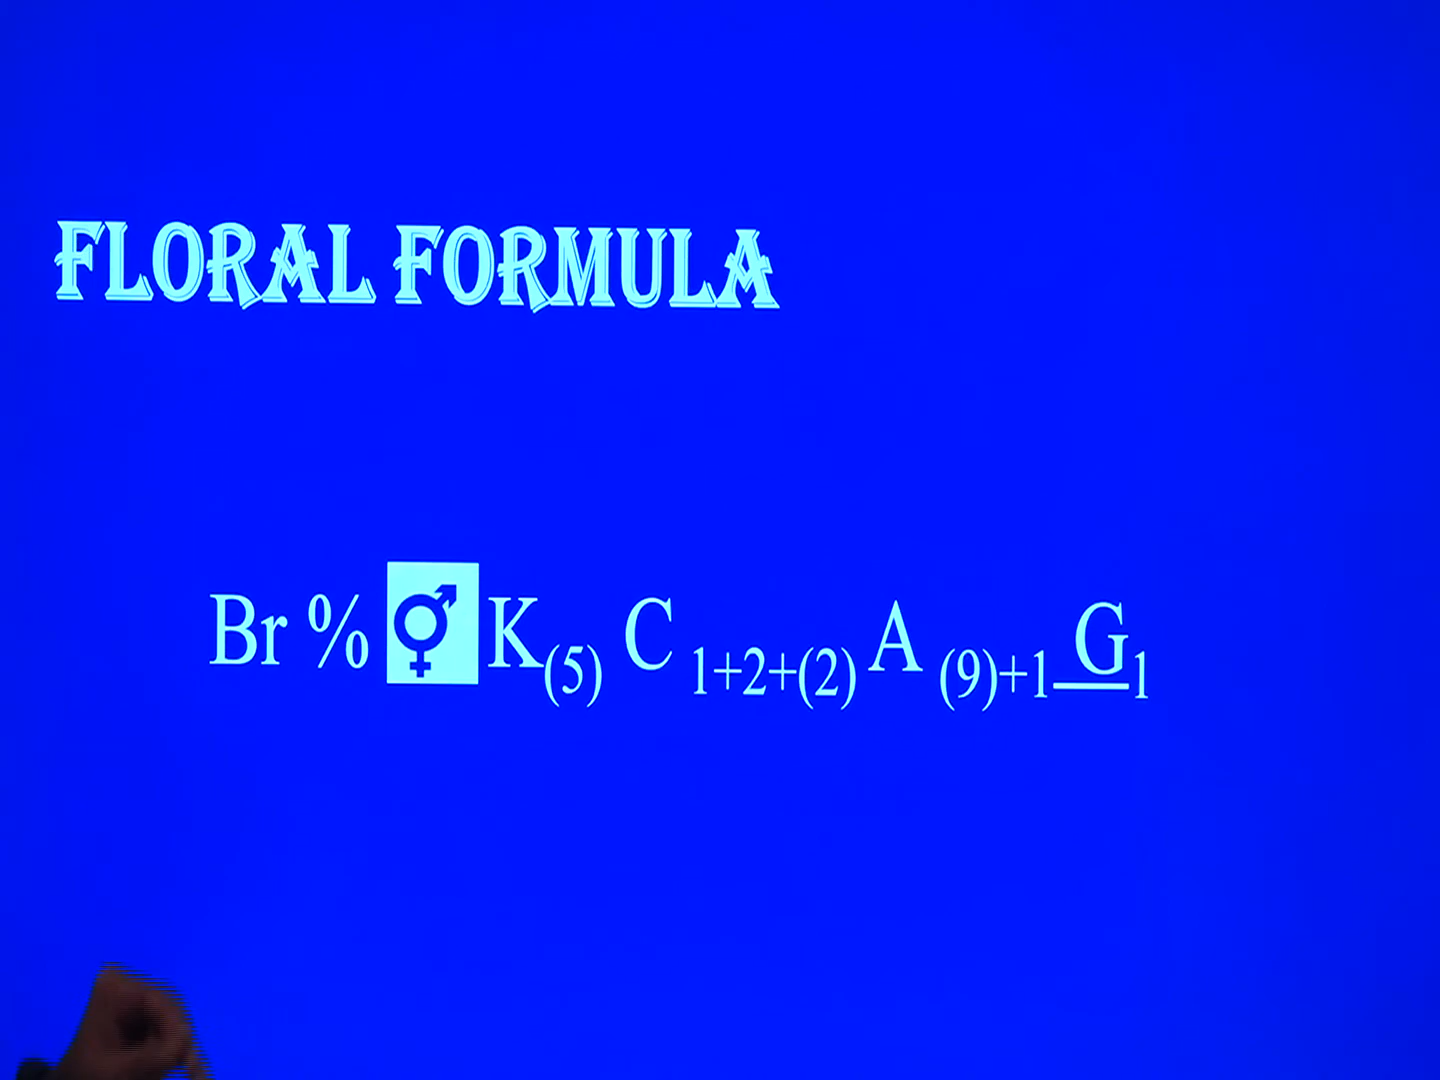 FLORAL FORMULA
Br % ⚥ K(5) C 1+2+(2) A (9)+1 G1